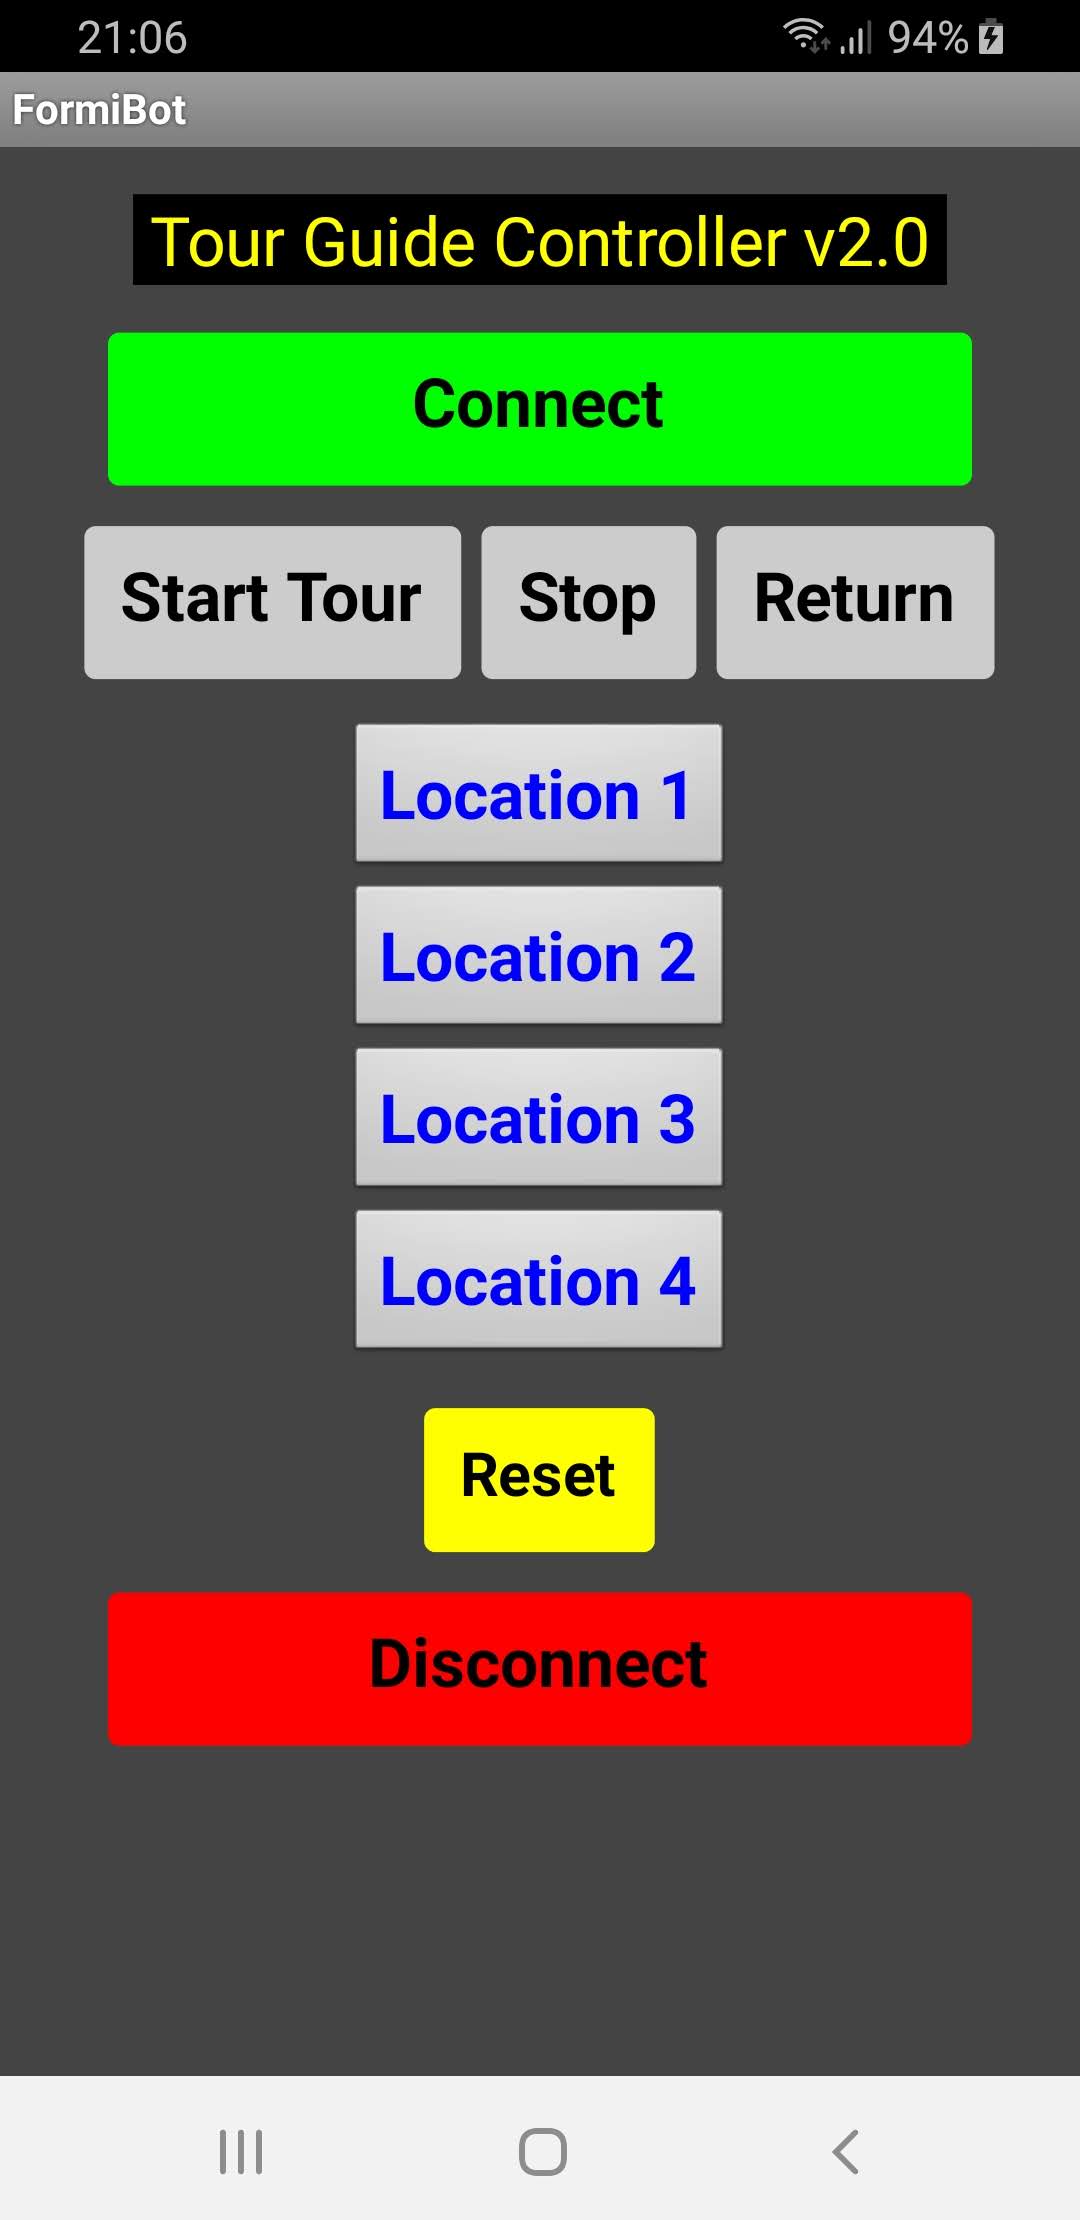 21:06 94%
FormiBot
Tour Guide Controller v2.0
Connect
Start Tour Stop Return
Location 1
Location 2
Location 3
Location 4
Reset
Disconnect